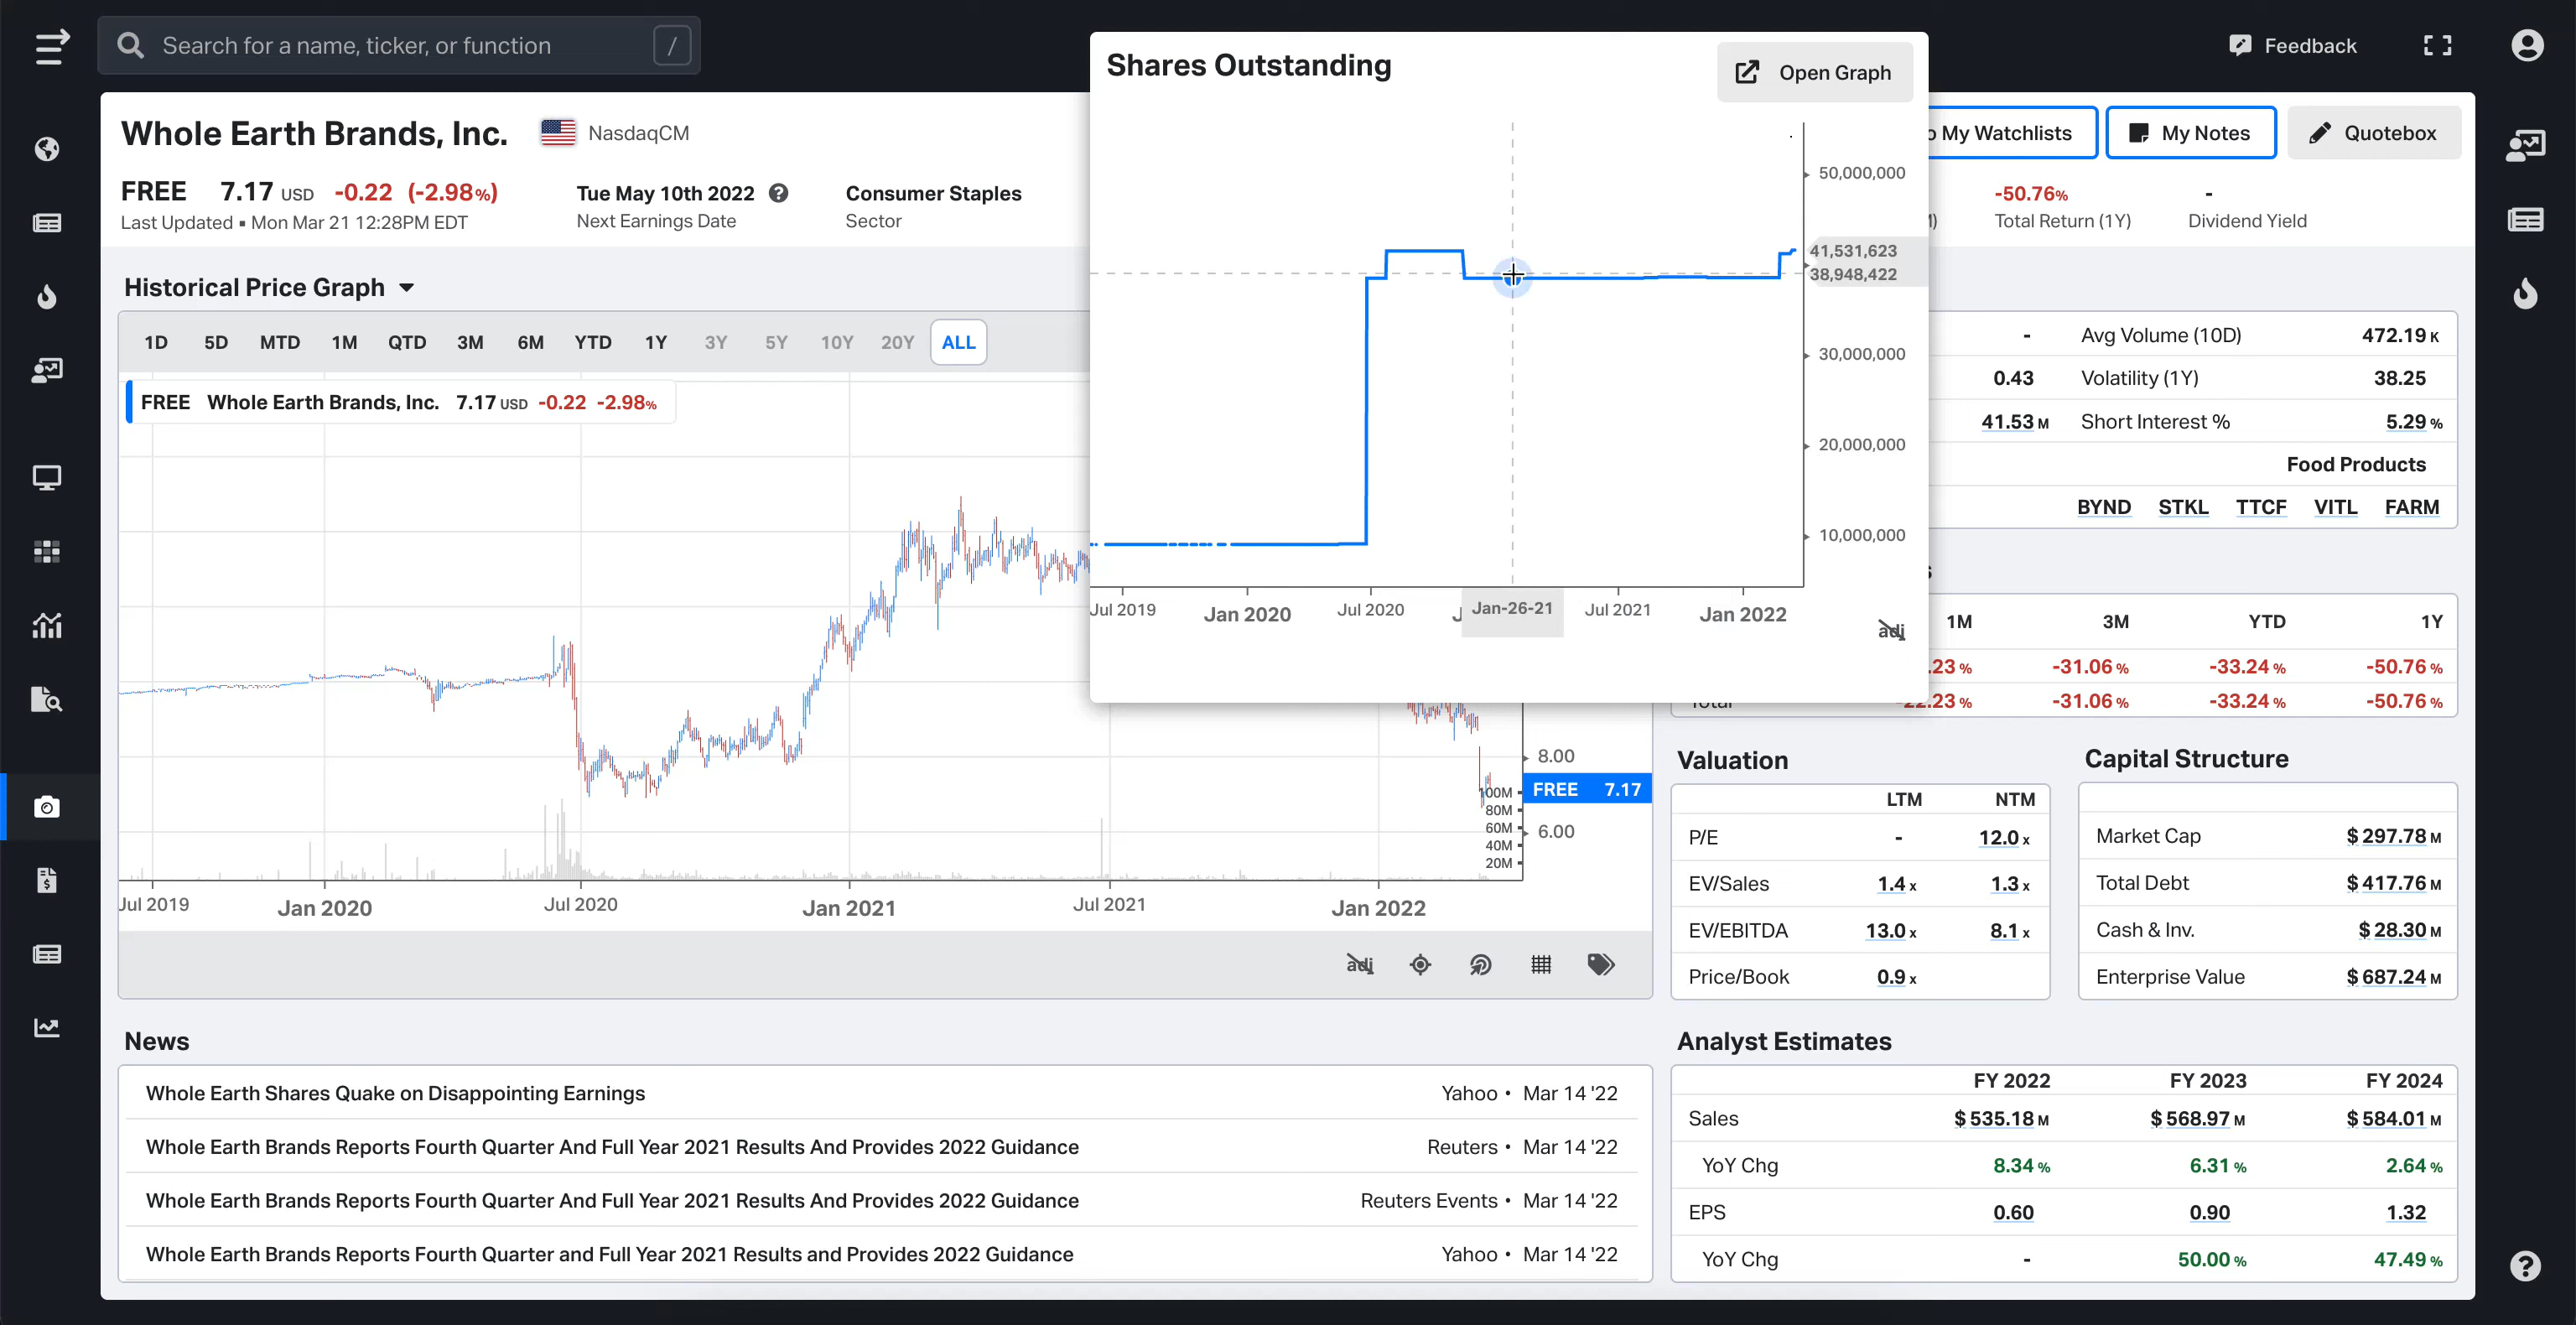 Search for a name, ticker, or function /
Feedback
Whole Earth Brands, Inc. NasdaqCM
My Watchlists My Notes Quotebox
FREE 7.17 USD -0.22 (-2.98%)
Last Updated ▪ Mon Mar 21 12:28PM EDT
Tue May 10th 2022
Next Earnings Date
Consumer Staples
Sector
-50.76%
Total Return (1Y)
-
Dividend Yield
Shares Outstanding
Open Graph
50,000,000
41,531,623
38,948,422
30,000,000
20,000,000
10,000,000
Jul 2019 Jan 2020 Jul 2020 Jan-26-21 Jul 2021 Jan 2022
adj
Historical Price Graph
1D 5D MTD 1M QTD 3M 6M YTD 1Y 3Y 5Y 10Y 20Y ALL
FREE Whole Earth Brands, Inc. 7.17 USD -0.22 -2.98%
8.00
FREE 7.17
6.00
100M
80M
60M
40M
20M
Jul 2019 Jan 2020 Jul 2020 Jan 2021 Jul 2021 Jan 2022
adj
- Avg Volume (10D) 472.19 K
0.43 Volatility (1Y) 38.25
41.53 M Short Interest % 5.29 %
Food Products
BYND STKL TTCF VITL FARM
1M 3M YTD 1Y
.23 % -31.06 % -33.24 % -50.76 %
Total -22.23 % -31.06 % -33.24 % -50.76 %
Valuation
LTM NTM
P/E - 12.0 x
EV/Sales 1.4 x 1.3 x
EV/EBITDA 13.0 x 8.1 x
Price/Book 0.9 x
Capital Structure
Market Cap $ 297.78 M
Total Debt $ 417.76 M
Cash & Inv. $ 28.30 M
Enterprise Value $ 687.24 M
News
Whole Earth Shares Quake on Disappointing Earnings Yahoo • Mar 14 '22
Whole Earth Brands Reports Fourth Quarter And Full Year 2021 Results And Provides 2022 Guidance Reuters • Mar 14 '22
Whole Earth Brands Reports Fourth Quarter And Full Year 2021 Results And Provides 2022 Guidance Reuters Events • Mar 14 '22
Whole Earth Brands Reports Fourth Quarter and Full Year 2021 Results and Provides 2022 Guidance Yahoo • Mar 14 '22
Analyst Estimates
FY 2022 FY 2023 FY 2024
Sales $ 535.18 M $ 568.97 M $ 584.01 M
YoY Chg 8.34 % 6.31 % 2.64 %
EPS 0.60 0.90 1.32
YoY Chg - 50.00 % 47.49 %